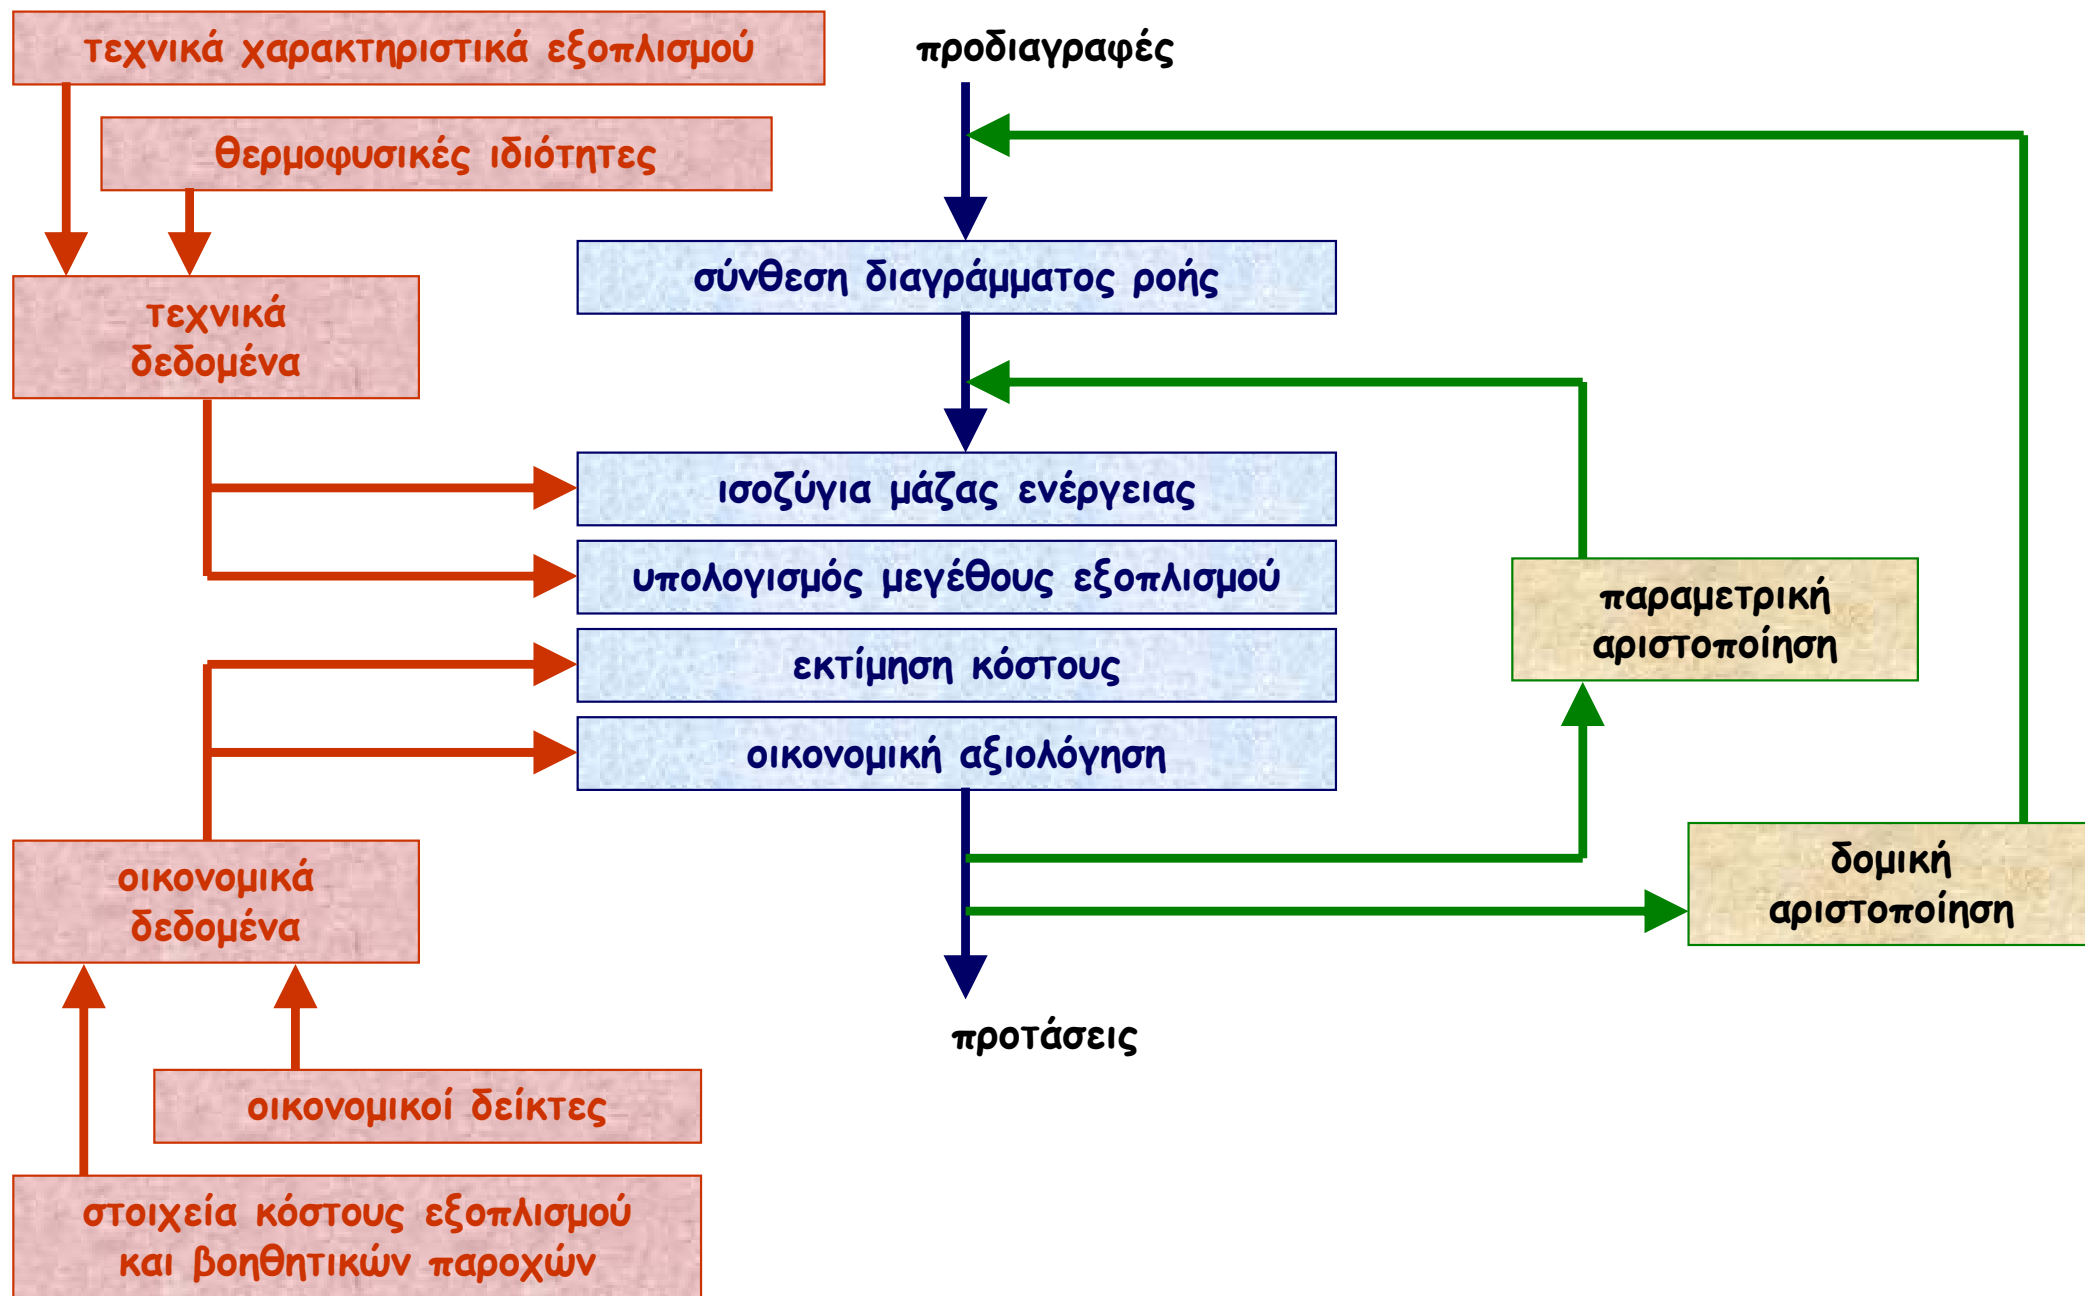 τεχνικά χαρακτηριστικά εξοπλισμού
προδιαγραφές
θερμοφυσικές ιδιότητες
σύνθεση διαγράμματος ροής
τεχνικά
δεδομένα
ισοζύγια μάζας ενέργειας
υπολογισμός μεγέθους εξοπλισμού
παραμετρική
αριστοποίηση
εκτίμηση κόστους
οικονομική αξιολόγηση
οικονομικά
δεδομένα
δομική
αριστοποίηση
προτάσεις
οικονομικοί δείκτες
στοιχεία κόστους εξοπλισμού
και βοηθητικών παροχών